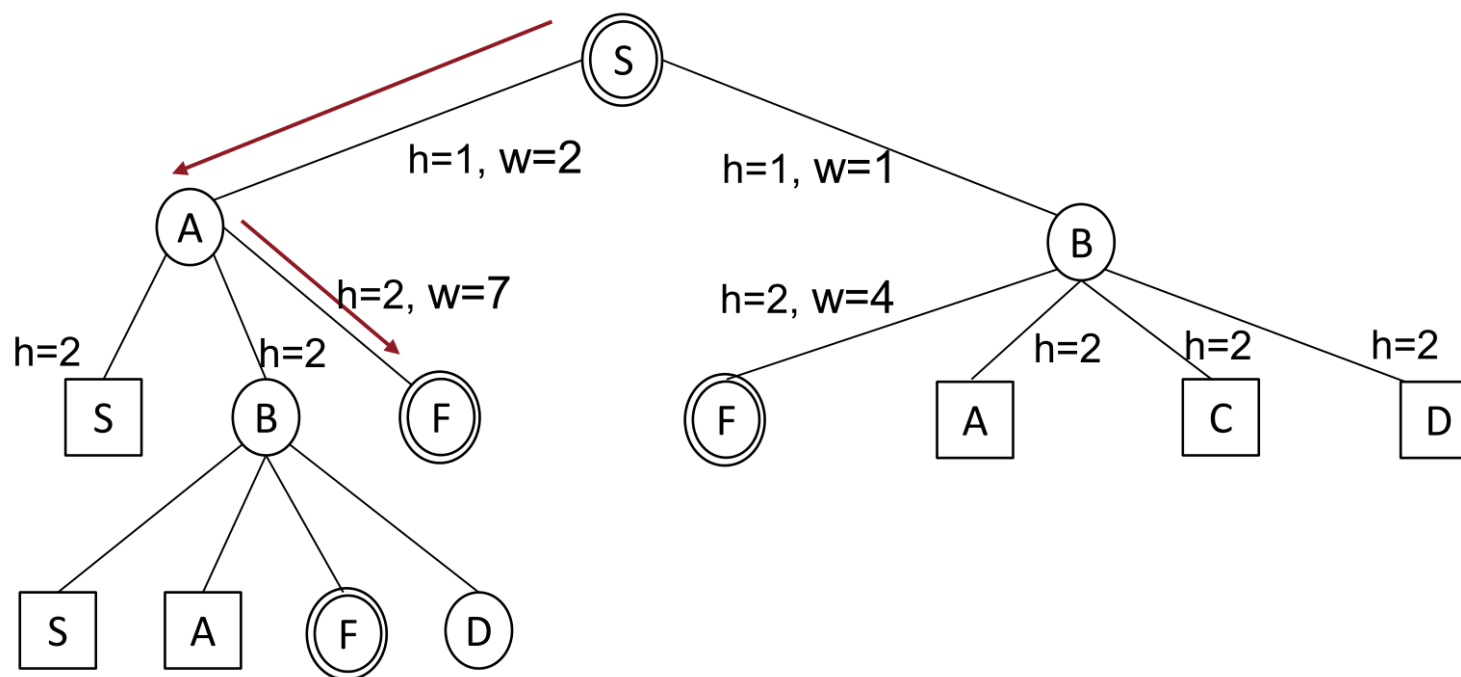 S
h=1, w=2
h=1, w=1
A
B
h=2, w=7
h=2, w=4
h=2
h=2
h=2
h=2
h=2
S
B
F
F
A
C
D
S
A
F
D